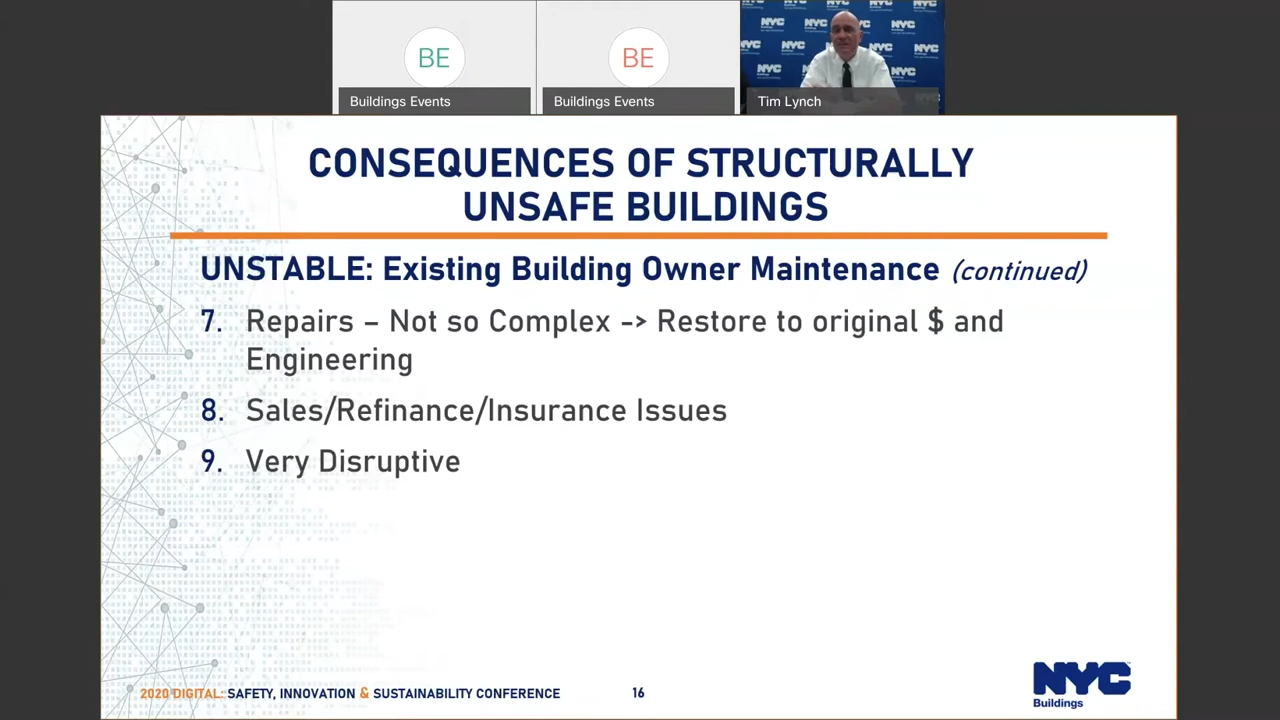 BE
Buildings Events
BE
Buildings Events
NYC
Buildings
Tim Lynch
CONSEQUENCES OF STRUCTURALLY
UNSAFE BUILDINGS
UNSTABLE: Existing Building Owner Maintenance (continued)
7. Repairs – Not so Complex -> Restore to original $ and
Engineering
8. Sales/Refinance/Insurance Issues
9. Very Disruptive
2020 DIGITAL: SAFETY, INNOVATION & SUSTAINABILITY CONFERENCE
16
NYC
Buildings